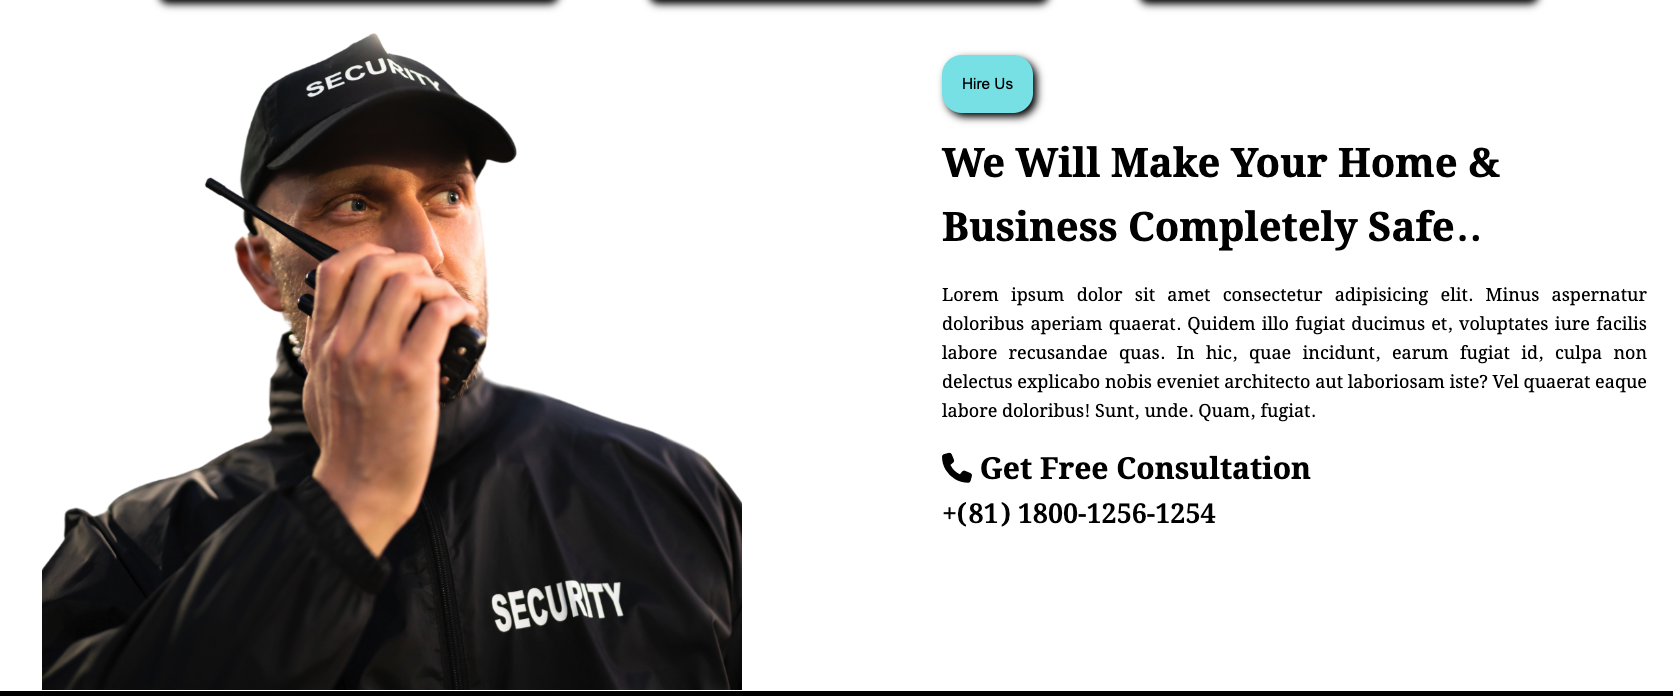 SECURITY
Hire Us
We Will Make Your Home &
Business Completely Safe..
Lorem ipsum dolor sit amet consectetur adipisicing elit. Minus aspernatur
doloribus aperiam quaerat. Quidem illo fugiat ducimus et, voluptates iure facilis
labore recusandae quas. In hic, quae incidunt, earum fugiat id, culpa non
delectus explicabo nobis eveniet architecto aut laboriosam iste? Vel quaerat eaque
labore doloribus! Sunt, unde. Quam, fugiat.
Get Free Consultation
+(81) 1800-1256-1254
SECURITY